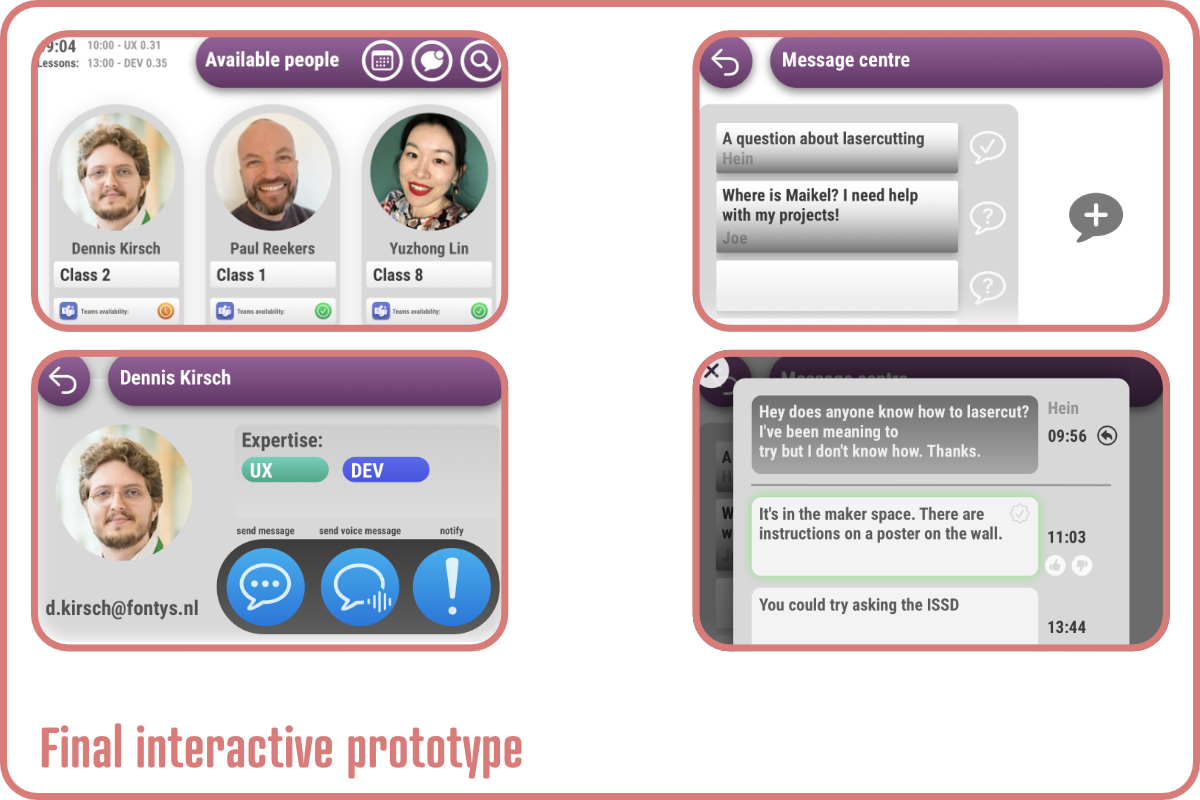 09:04
10:00 - UX 0.31
Lessons:
13:00 - DEV 0.35
Available people
Dennis Kirsch
Paul Reekers
Yuzhong Lin
Class 2
Class 1
Class 8
Teams availability:
Teams availability:
Teams availability:
Message centre
A question about lasercutting
Hein
Where is Maikel? I need help
with my projects!
Joe
?
?
Dennis Kirsch
Expertise:
UX
DEV
send message
send voice message
notify
d.kirsch@fontys.nl
Message centre
Hey does anyone know how to lasercut?
I've been meaning to
try but I don't know how. Thanks.
Hein
09:56
It's in the maker space. There are
instructions on a poster on the wall.
11:03
You could try asking the ISSD
13:44
Final interactive prototype